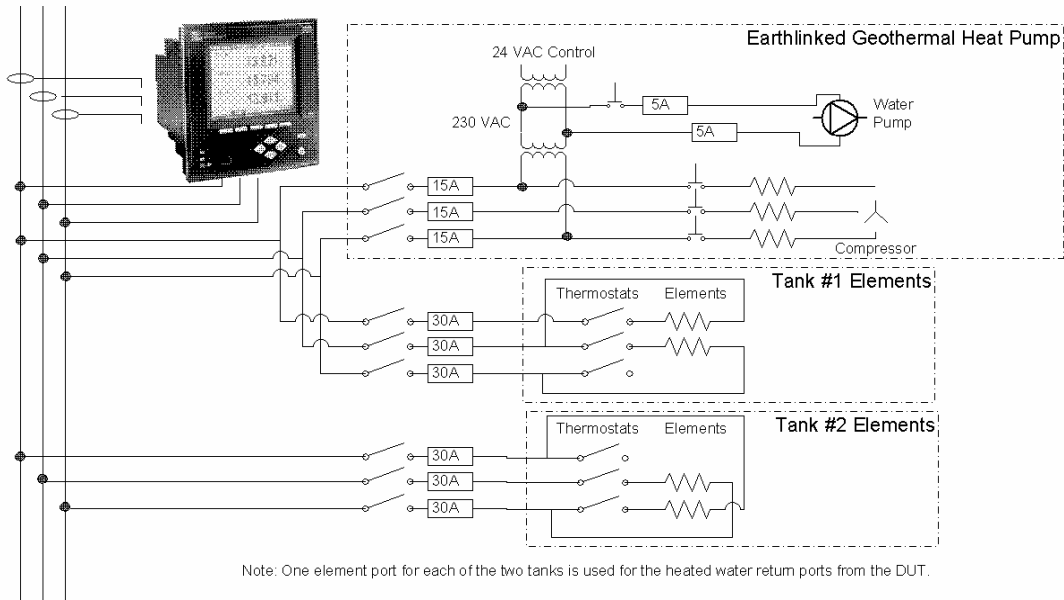 Earthlinked Geothermal Heat Pump
24 VAC Control
5A
Water
Pump
230 VAC
5A
15A
15A
15A
Compressor
Tank #1 Elements
Thermostats Elements
30A
30A
30A
Tank #2 Elements
Thermostats Elements
30A
30A
30A
Note: One element port for each of the two tanks is used for the heated water return ports from the DUT.